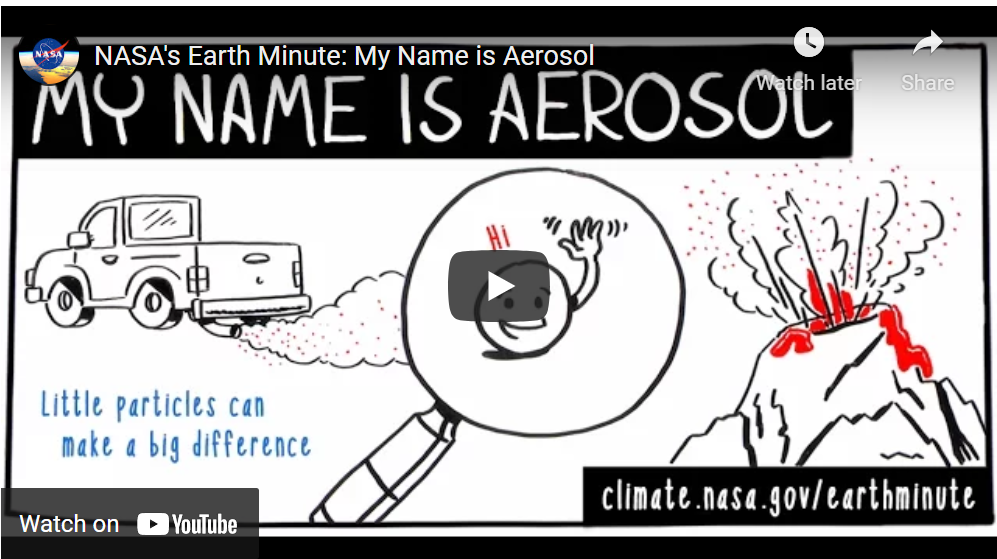 NASA
NASA's Earth Minute: My Name is Aerosol
Watch later
Share
MY NAME IS AEROSOL
Hi
Little particles can
make a big difference
climate.nasa.gov/earthminute
Watch on YouTube